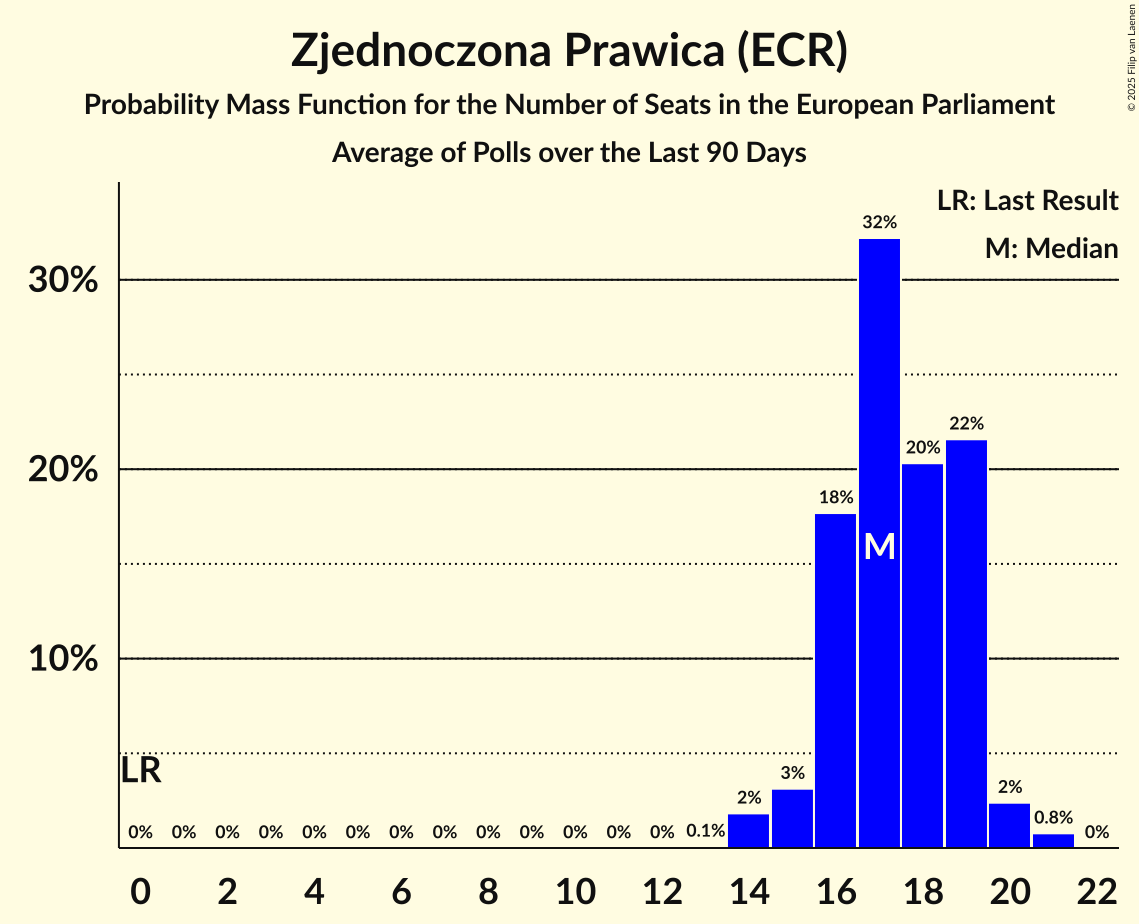 Zjednoczona Prawica (ECR)
Probability Mass Function for the Number of Seats in the European Parliament
Average of Polls over the Last 90 Days
© 2025 Filip van Laenen
LR: Last Result
M: Median
30%
20%
10%
LR
M
0% 0% 0% 0% 0% 0% 0% 0% 0% 0% 0% 0% 0% 0.1% 2% 3% 18% 32% 20% 22% 2% 0.8% 0%
0 2 4 6 8 10 12 14 16 18 20 22